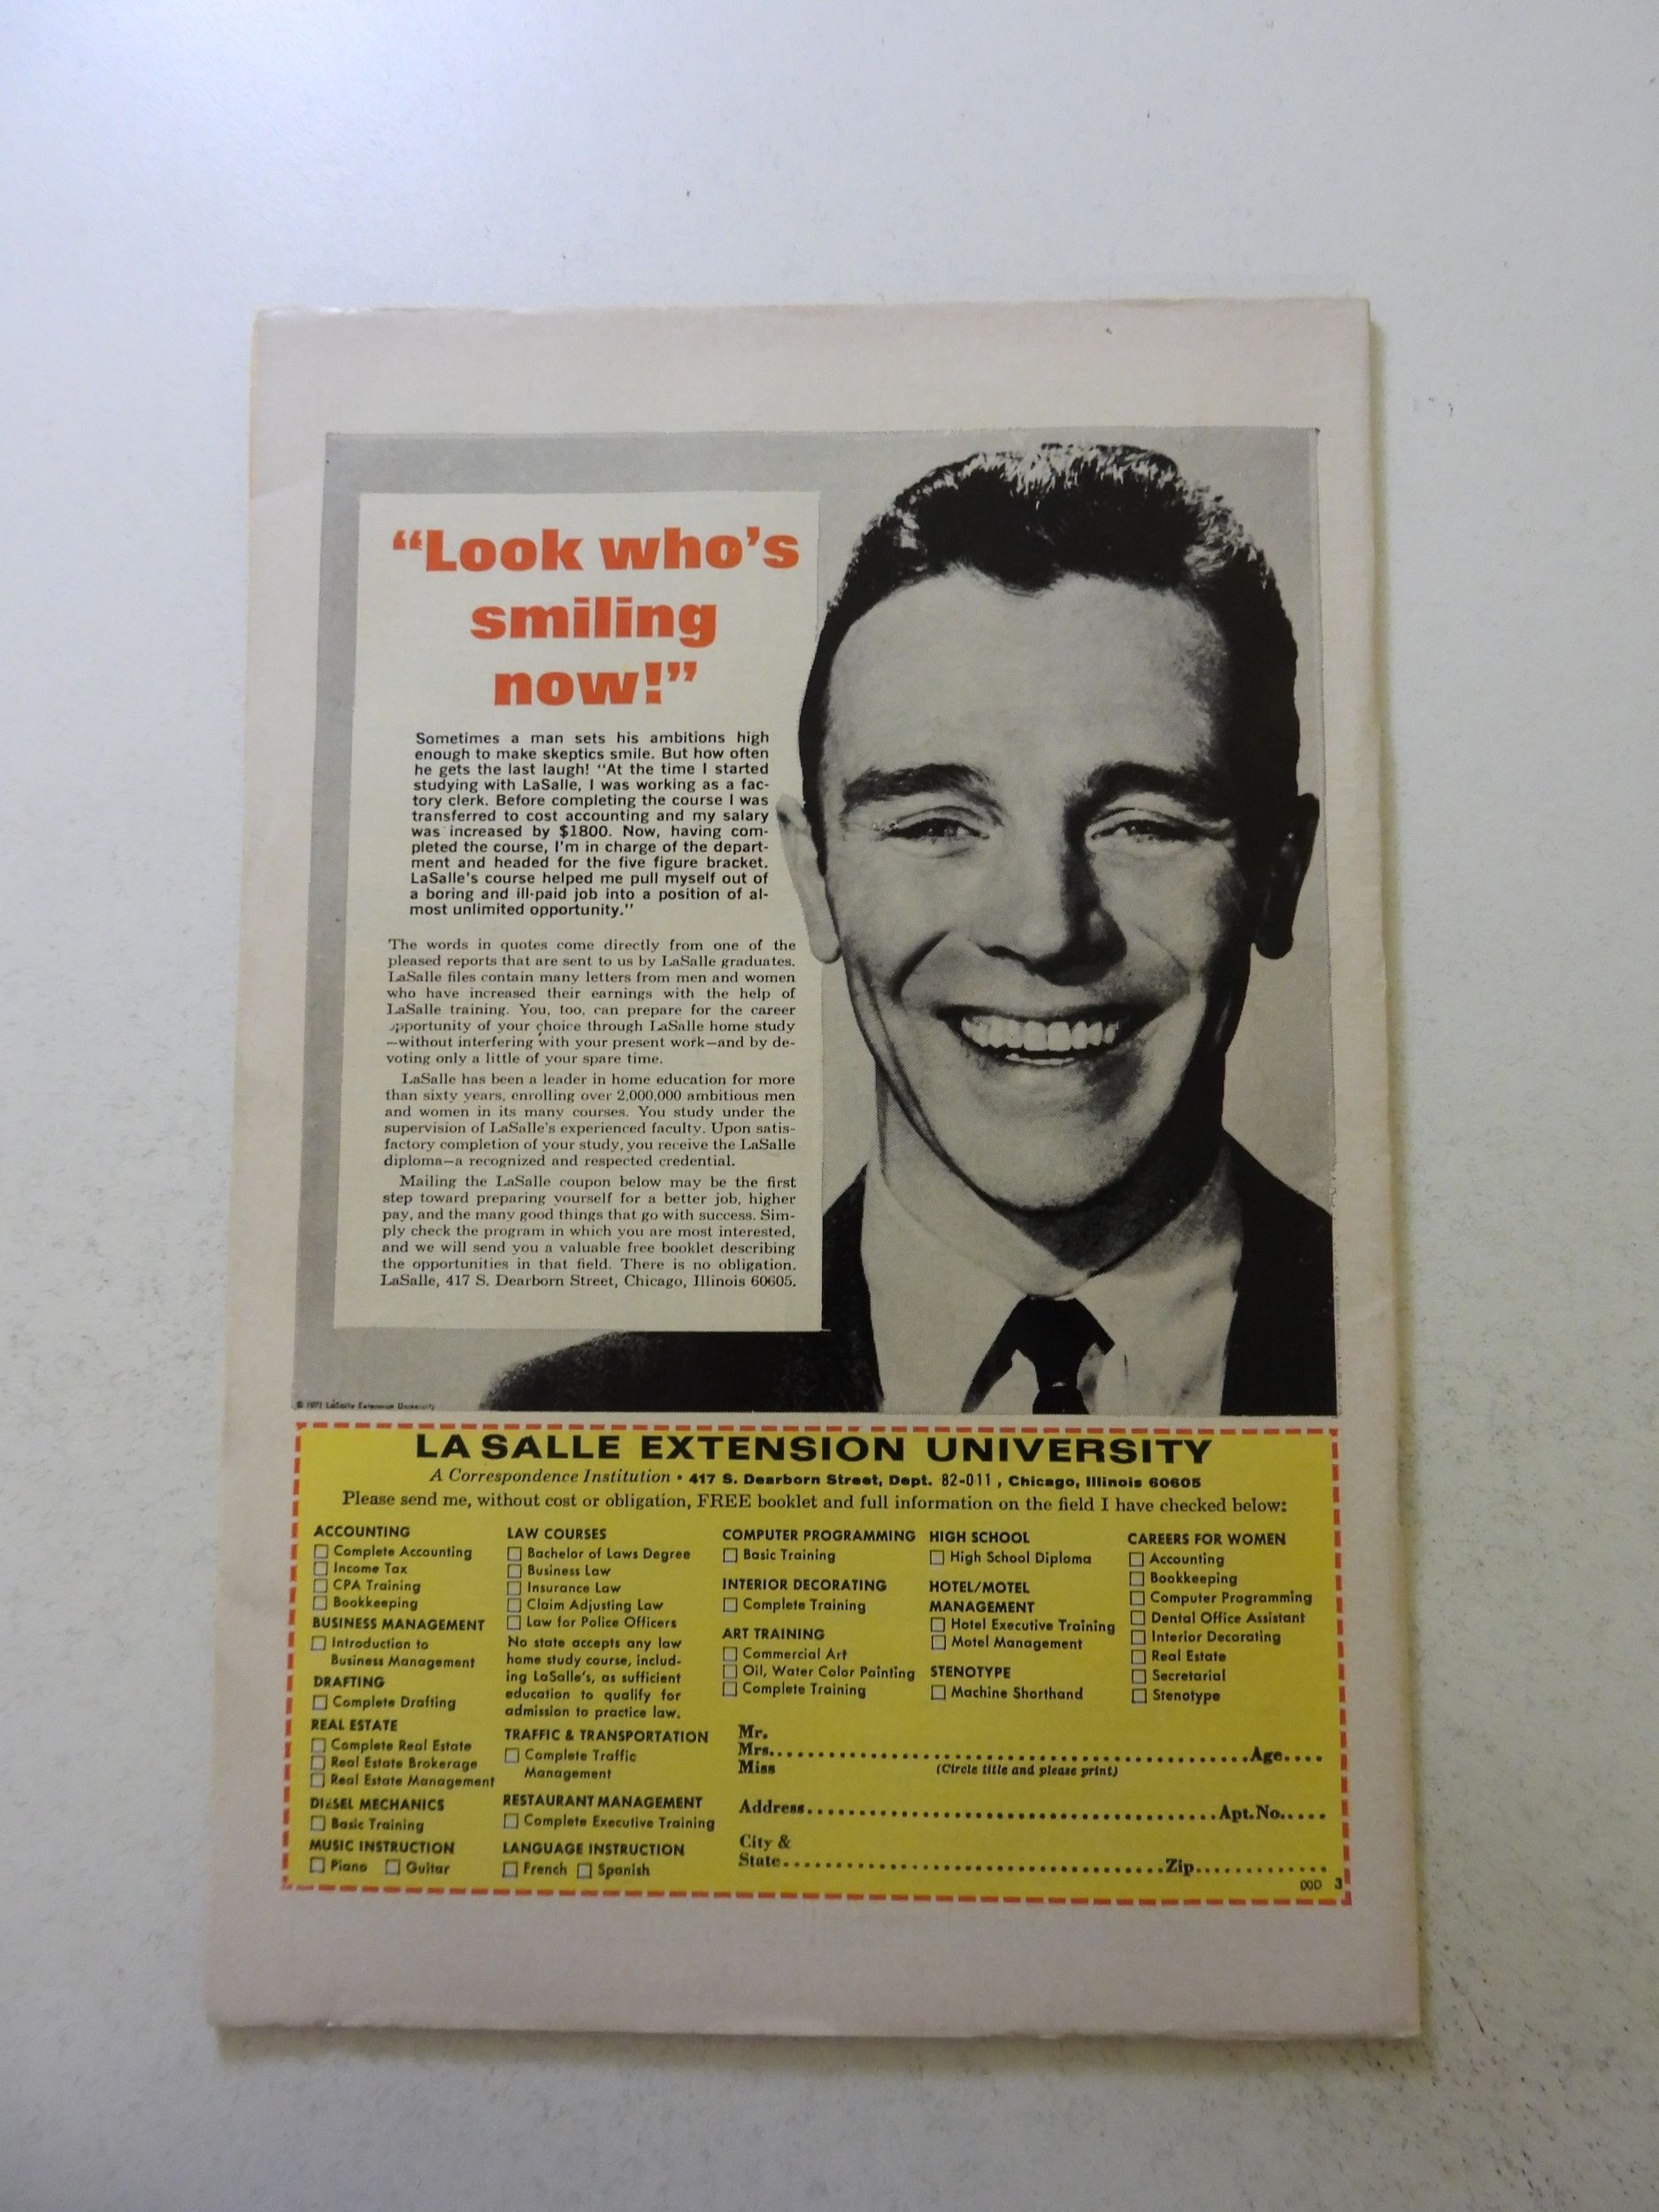 “Look who’s
smiling
now!”
Sometimes a man sets his ambitions high
enough to make skeptics smile. But how often
he gets the last laugh! “At the time I started
studying with LaSalle, I was working as a fac-
tory clerk. Before completing the course I was
transferred to cost accounting and my salary
was increased by $1800. Now, having com-
pleted the course, I’m in charge of the depart-
ment and headed for the five figure bracket.
LaSalle’s course helped me pull myself out of
a boring and ill-paid job into a position of al-
most unlimited opportunity.”
The words in quotes come directly from one of the
pleased reports that are sent to us by LaSalle graduates.
LaSalle files contain many letters from men and women
who have increased their earnings with the help of
LaSalle training. You, too, can prepare for the career
opportunity of your choice through LaSalle home study
—without interfering with your present work—and by de-
voting only a little of your spare time.
LaSalle has been a leader in home education for more
than sixty years, enrolling over 2,000,000 ambitious men
and women in its many courses. You study under the
supervision of LaSalle’s experienced faculty. Upon satis-
factory completion of your study, you receive the LaSalle
diploma—a recognized and respected credential.
Mailing the LaSalle coupon below may be the first
step toward preparing yourself for a better job, higher
pay, and the many good things that go with success. Sim-
ply check the program in which you are most interested,
and we will send you a valuable free booklet describing
the opportunities in that field. There is no obligation.
LaSalle, 417 S. Dearborn Street, Chicago, Illinois 60605.
© 1971 LaSalle Extension University
LA SALLE EXTENSION UNIVERSITY
A Correspondence Institution • 417 S. Dearborn Street, Dept. 82-011, Chicago, Illinois 60605
Please send me, without cost or obligation, FREE booklet and full information on the field I have checked below:
ACCOUNTING
Complete Accounting
Income Tax
CPA Training
Bookkeeping
BUSINESS MANAGEMENT
Introduction to
Business Management
DRAFTING
Complete Drafting
REAL ESTATE
Complete Real Estate
Real Estate Brokerage
Real Estate Management
DIESEL MECHANICS
Basic Training
MUSIC INSTRUCTION
Piano Guitar
LAW COURSES
Bachelor of Laws Degree
Business Law
Insurance Law
Claim Adjusting Law
Law for Police Officers
No state accepts any law
home study course, includ-
ing LaSalle’s, as sufficient
education to qualify for
admission to practice law.
TRAFFIC & TRANSPORTATION
Complete Traffic
Management
RESTAURANT MANAGEMENT
Complete Executive Training
LANGUAGE INSTRUCTION
French Spanish
COMPUTER PROGRAMMING
Basic Training
INTERIOR DECORATING
Complete Training
ART TRAINING
Commercial Art
Oil, Water Color Painting
Complete Training
HIGH SCHOOL
High School Diploma
HOTEL/MOTEL
MANAGEMENT
Hotel Executive Training
Motel Management
STENOTYPE
Machine Shorthand
CAREERS FOR WOMEN
Accounting
Bookkeeping
Computer Programming
Dental Office Assistant
Interior Decorating
Real Estate
Secretarial
Stenotype
Mr.
Mrs. Age
Miss (Circle title and please print)
Address Apt. No.
City &
State Zip
3